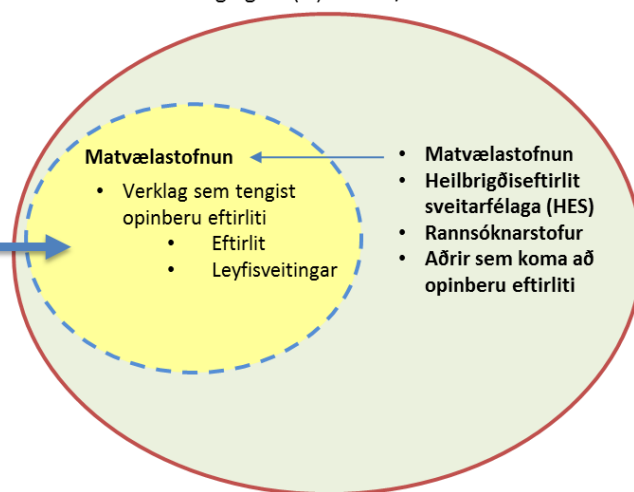 Matvælastofnun
• Verklag sem tengist
opinberu eftirliti
• Eftirlit
• Leyfisveitingar
• Matvælastofnun
• Heilbrigðiseftirlit
sveitarfélaga (HES)
• Rannsóknarstofur
• Aðrir sem koma að
opinberu eftirliti